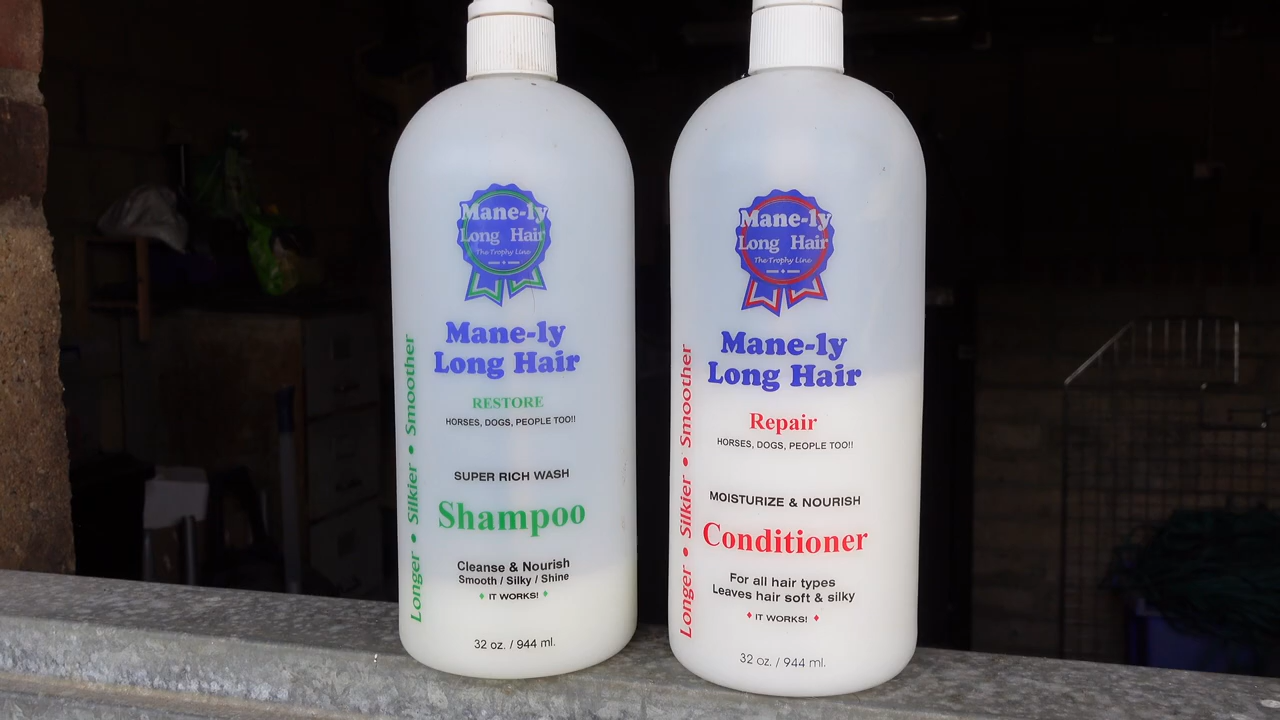 Mane-ly
Long Hair
The Trophy Line
Mane-ly
Long Hair
RESTORE
HORSES, DOGS, PEOPLE TOO!!
SUPER RICH WASH
Shampoo
Cleanse & Nourish
Smooth / Silky / Shine
IT WORKS!
32 oz. / 944 ml.
Longer • Silkier • Smoother
Mane-ly
Long Hair
The Trophy Line
Mane-ly
Long Hair
Repair
HORSES, DOGS, PEOPLE TOO!!
MOISTURIZE & NOURISH
Conditioner
For all hair types
Leaves hair soft & silky
IT WORKS!
32 oz. / 944 ml.
Longer • Silkier • Smoother